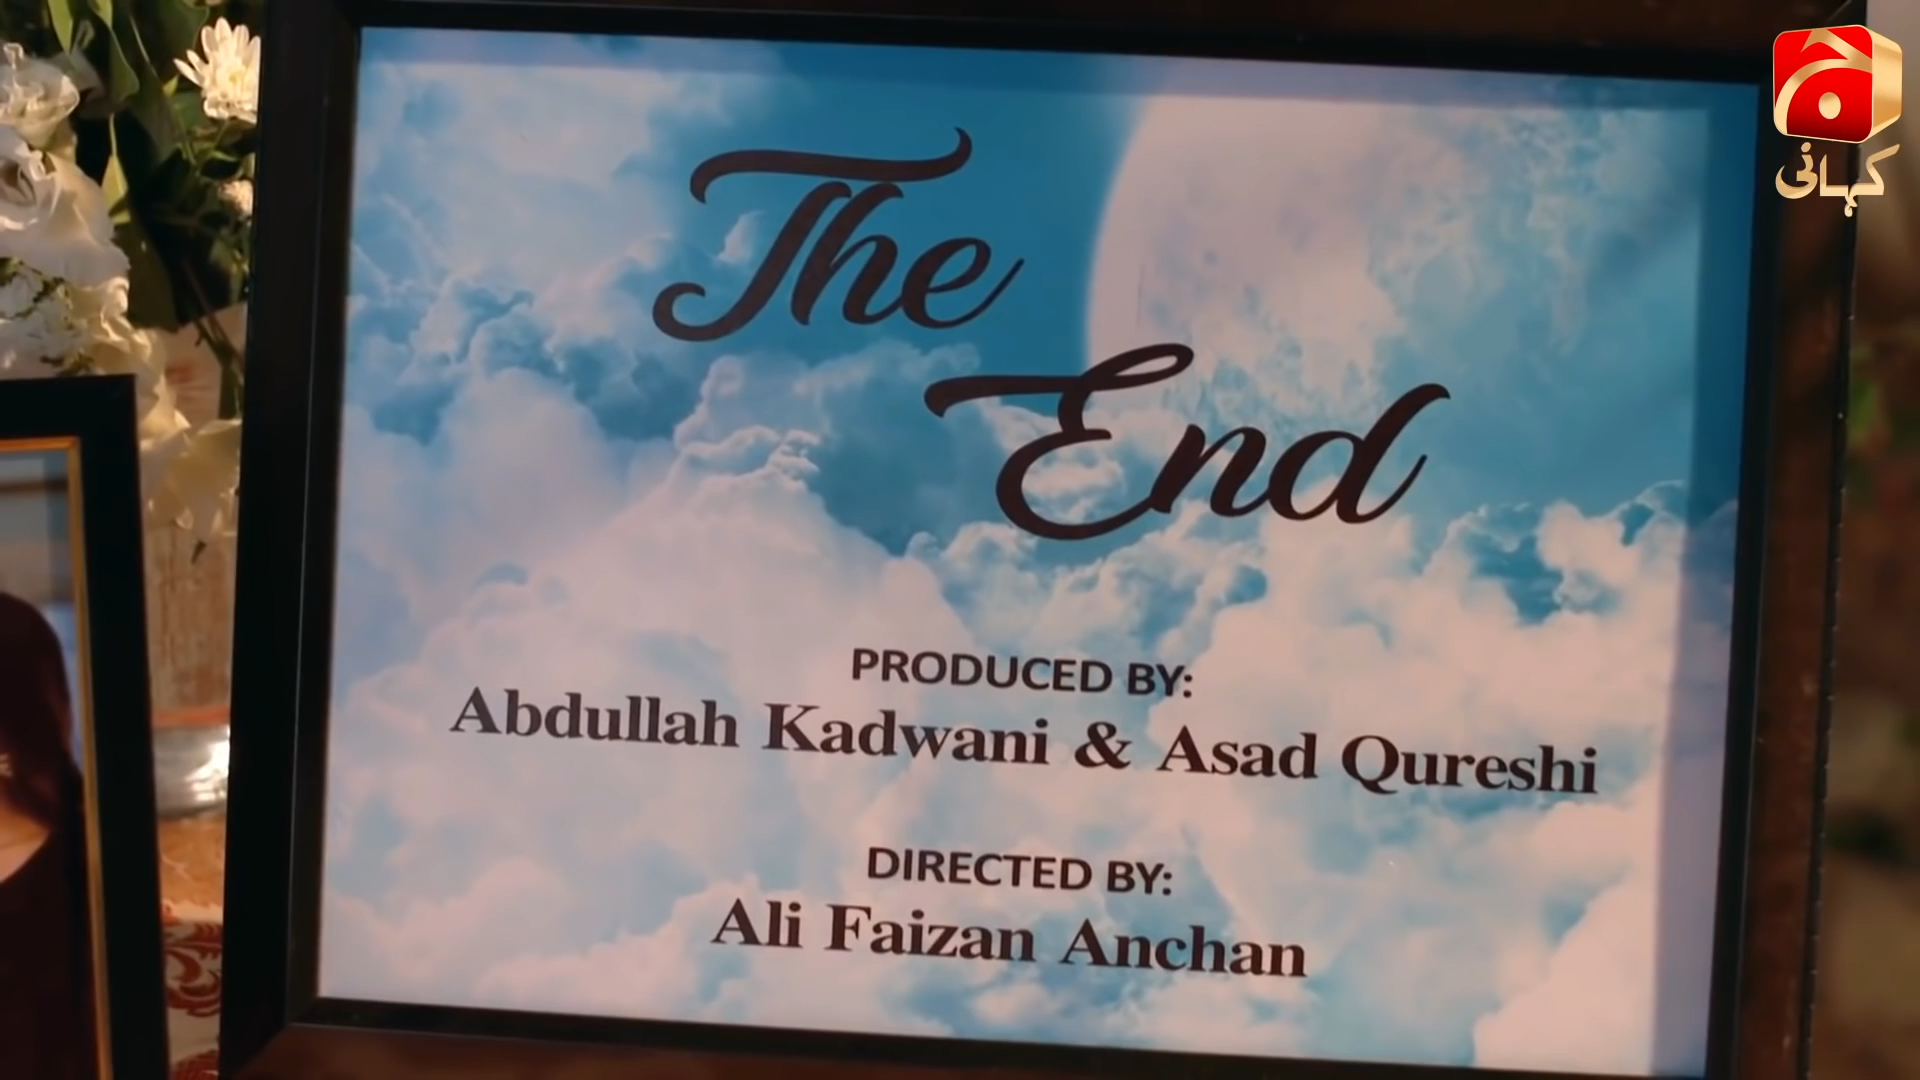 کہانی
The
End
PRODUCED BY:
Abdullah Kadwani & Asad Qureshi
DIRECTED BY:
Ali Faizan Anchan